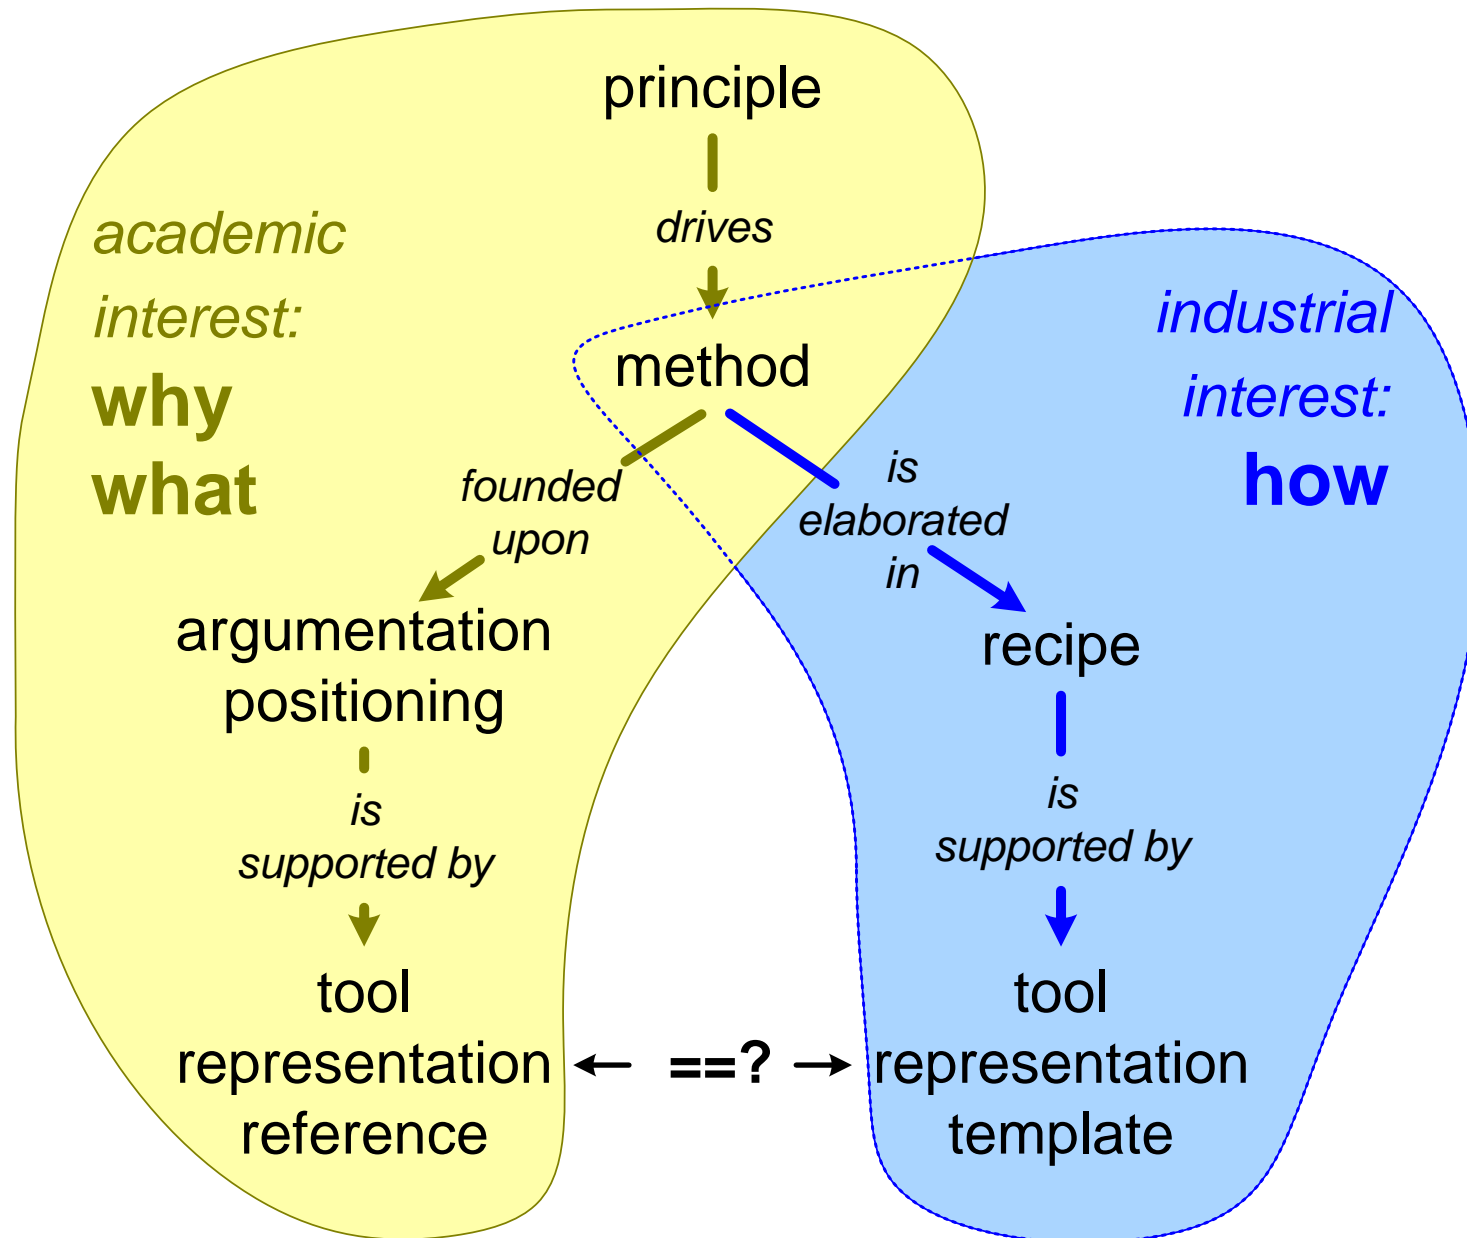 principle
drives
academic
interest:
why
what
method
industrial
interest:
how
founded
upon
is
elaborated
in
argumentation
positioning
recipe
is
supported by
is
supported by
tool
representation
reference
==?
tool
representation
template